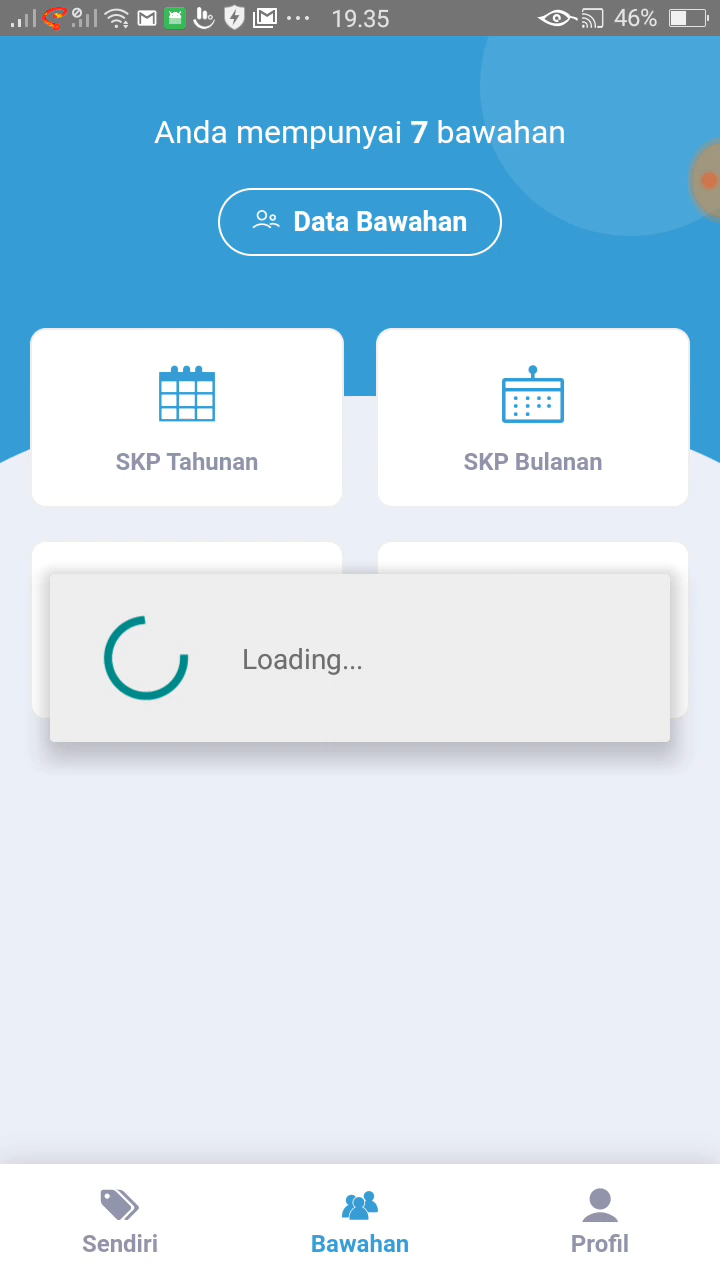 19.35
46%
Anda mempunyai 7 bawahan
Data Bawahan
SKP Tahunan
SKP Bulanan
Loading...
Sendiri
Bawahan
Profil